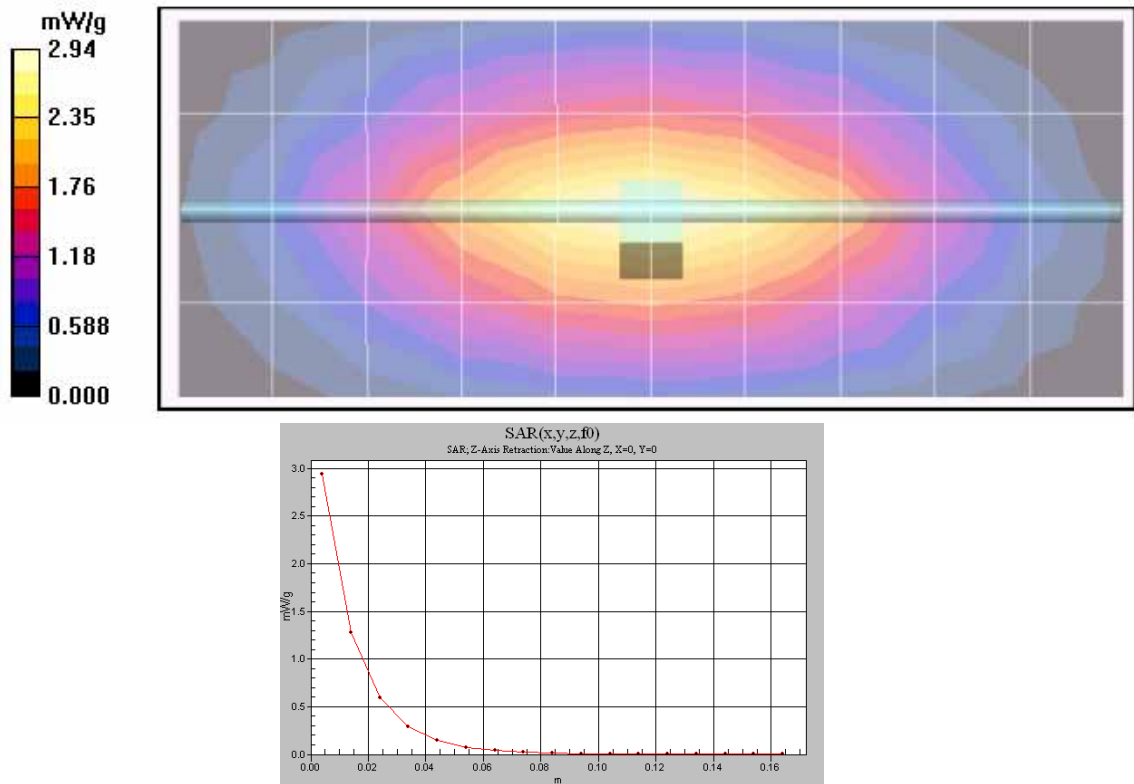 mW/g
2.94
2.35
1.76
1.18
0.588
0.000
SAR(x,y,z,f0)
SAR; Z-Axis Retraction:Value Along Z, X=0, Y=0
3.0
2.5
2.0
1.5
1.0
0.5
0.0
mW/g
0.00 0.02 0.04 0.06 0.08 0.10 0.12 0.14 0.16
m